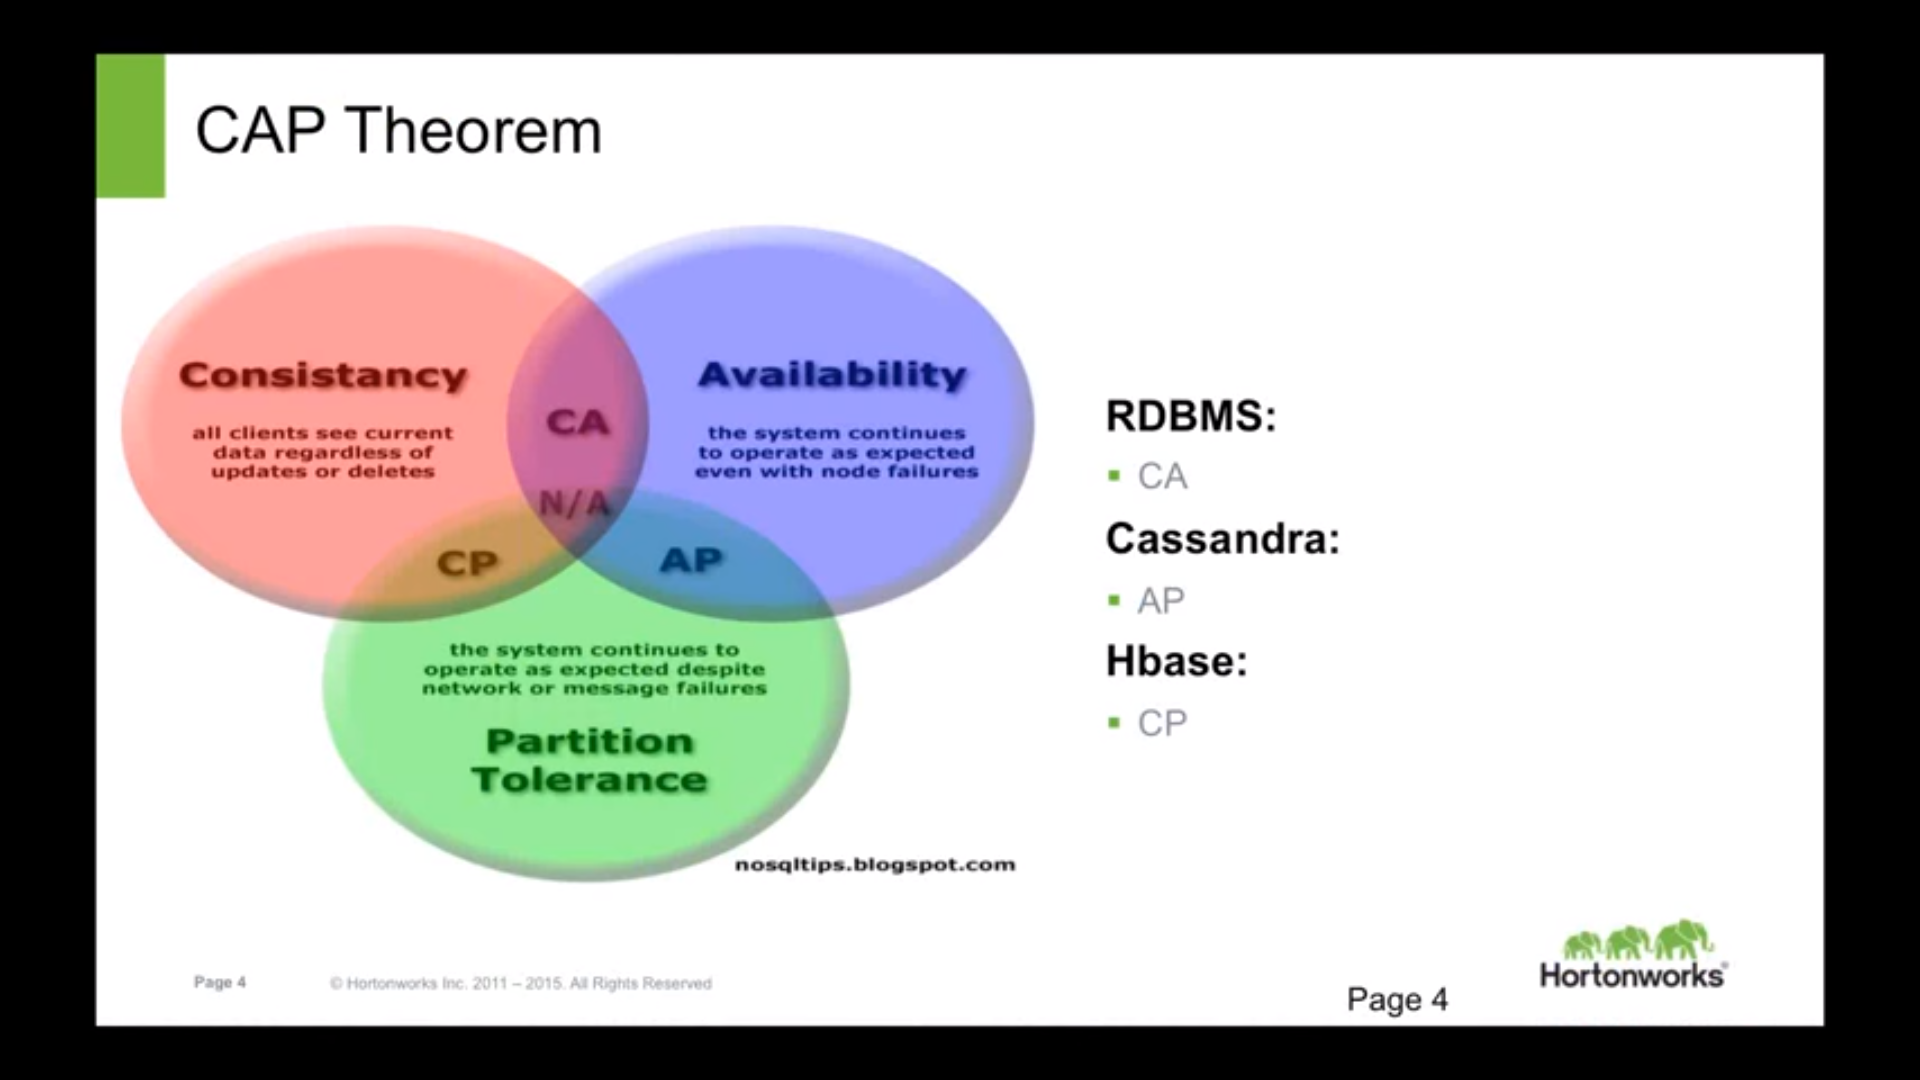 CAP Theorem
Consistancy
all clients see current
data regardless of
updates or deletes
CA
Availability
the system continues
to operate as expected
even with node failures
N/A
CP
AP
the system continues to
operate as expected despite
network or message failures
Partition
Tolerance
nosqltips.blogspot.com
RDBMS:
▪ CA
Cassandra:
▪ AP
Hbase:
▪ CP
Page 4
© Hortonworks Inc. 2011 – 2015. All Rights Reserved
Page 4
Hortonworks®